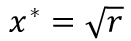 x* = √r